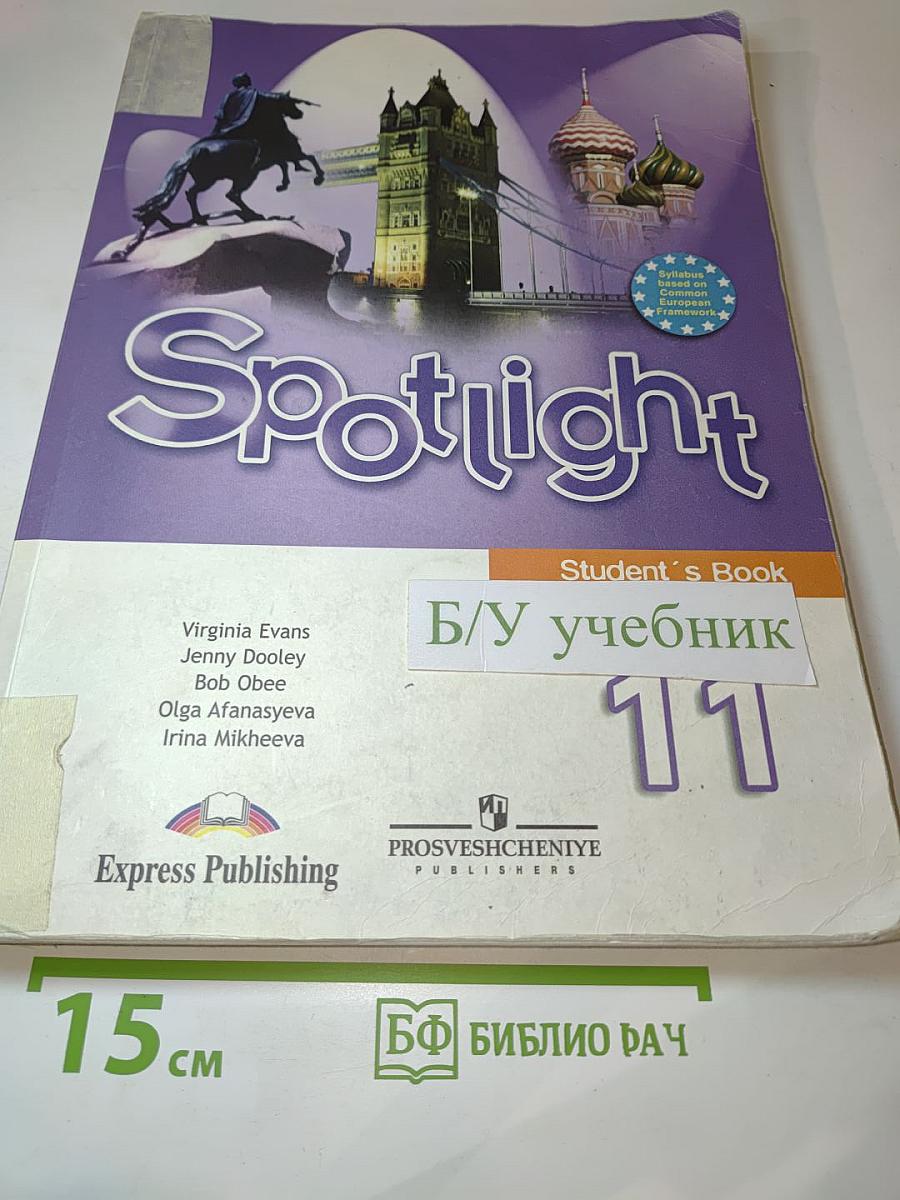 Syllabus
based on
Common
European
Framework
Spotlight
Student´s Book
Б/У учебник
11
Virginia Evans
Jenny Dooley
Bob Obee
Olga Afanasyeva
Irina Mikheeva
Express Publishing
PROSVESHCHENIYE
PUBLISHERS
15 см
БФ БИБЛИО